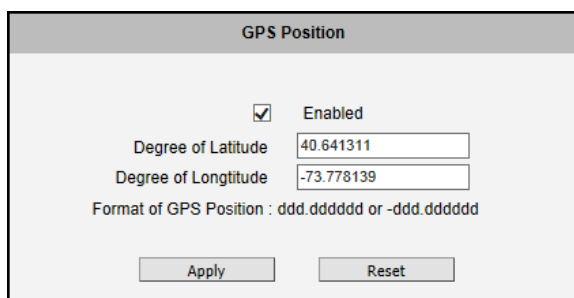 GPS Position
Enabled
Degree of Latitude 40.641311
Degree of Longtitude -73.778139
Format of GPS Position : ddd.dddddd or -ddd.dddddd
Apply Reset